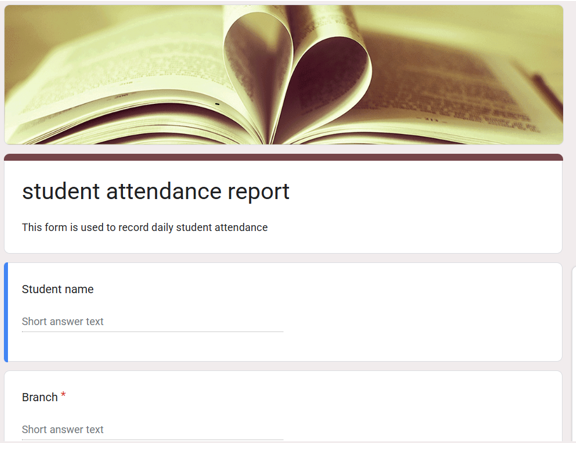 student attendance report
This form is used to record daily student attendance
Student name
Short answer text
Branch *
Short answer text